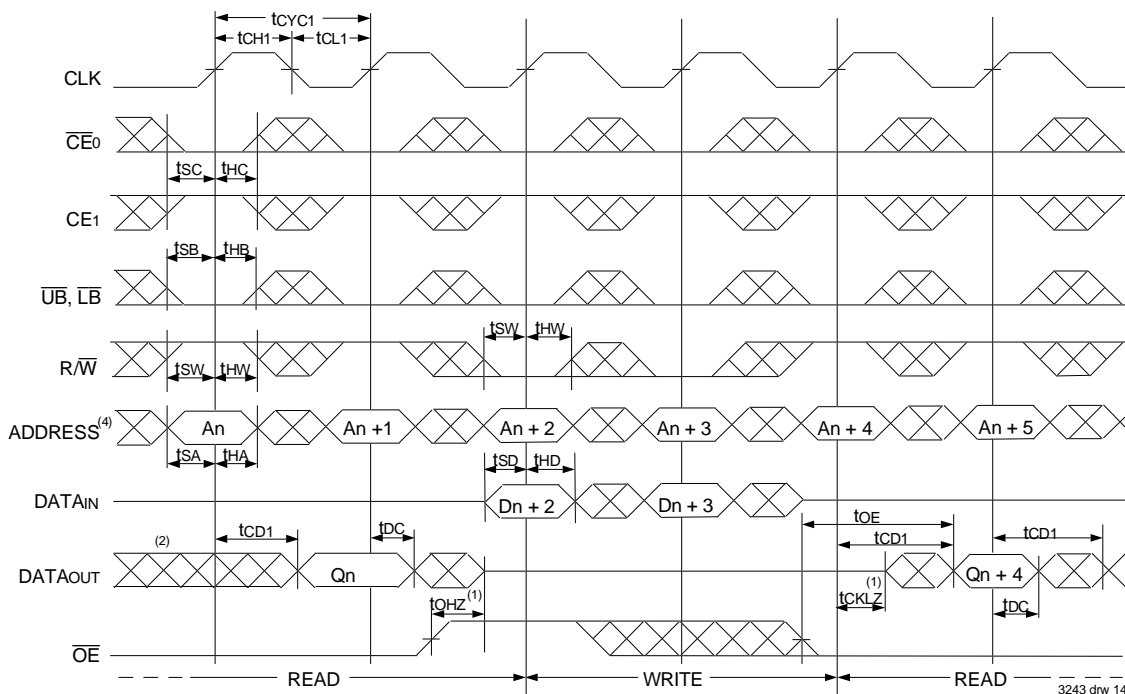 tCYC1
tCH1 tCL1
CLK
CE0
tSC tHC
CE1
tSB tHB
UB, LB
tSW tHW
R/W
tSW tHW
ADDRESS(4) An An +1 An + 2 An + 3 An + 4 An + 5
tSA tHA tSD tHD
DATAIN Dn + 2 Dn + 3
tOE
tCD1 tDC tCD1 tCD1
(2)
DATAOUT Qn Qn + 4
tOHZ(1) tCKLZ(1) tDC
OE
READ WRITE READ
3243 drw 14